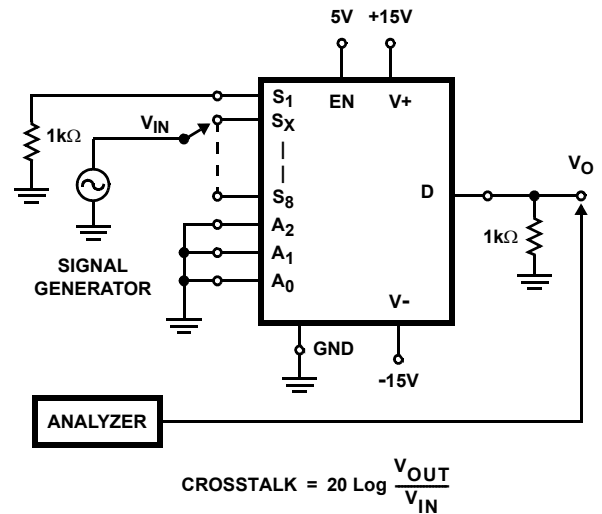 5V +15V
S1 EN V+
1kΩ VIN SX
|
|
VO
S8 D
A2
1kΩ
SIGNAL
GENERATOR
A1
A0
V-
GND
-15V
ANALYZER
CROSSTALK = 20 Log VOUT
VIN